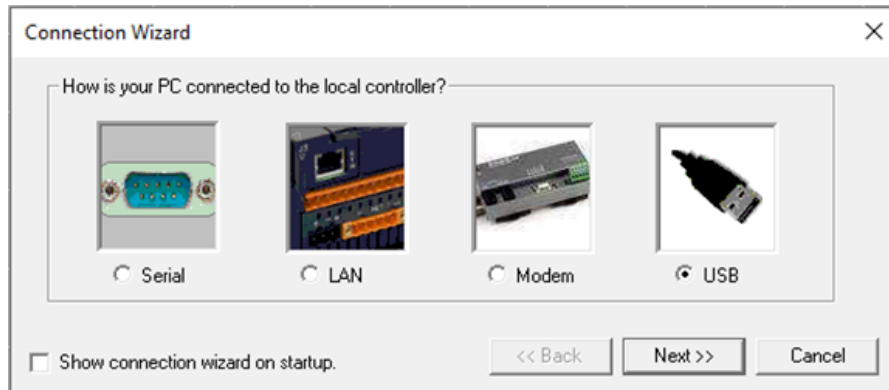 Connection Wizard
How is your PC connected to the local controller?
Serial
LAN
Modem
USB
Show connection wizard on startup.
<< Back
Next >>
Cancel